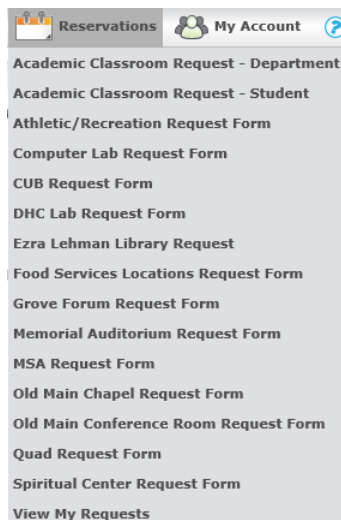 Reservations My Account ?
Academic Classroom Request - Department
Academic Classroom Request - Student
Athletic/Recreation Request Form
Computer Lab Request Form
CUB Request Form
DHC Lab Request Form
Ezra Lehman Library Request
Food Services Locations Request Form
Grove Forum Request Form
Memorial Auditorium Request Form
MSA Request Form
Old Main Chapel Request Form
Old Main Conference Room Request Form
Quad Request Form
Spiritual Center Request Form
View My Requests